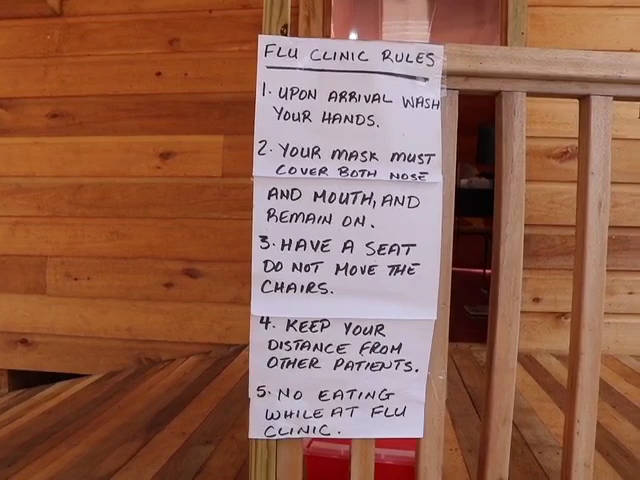 FLU CLINIC RULES
1. UPON ARRIVAL WASH
YOUR HANDS.
2. YOUR MASK MUST
COVER BOTH NOSE
AND MOUTH, AND
REMAIN ON.
3. HAVE A SEAT
DO NOT MOVE THE
CHAIRS.
4. KEEP YOUR
DISTANCE FROM
OTHER PATIENTS.
5. NO EATING
WHILE AT FLU
CLINIC.